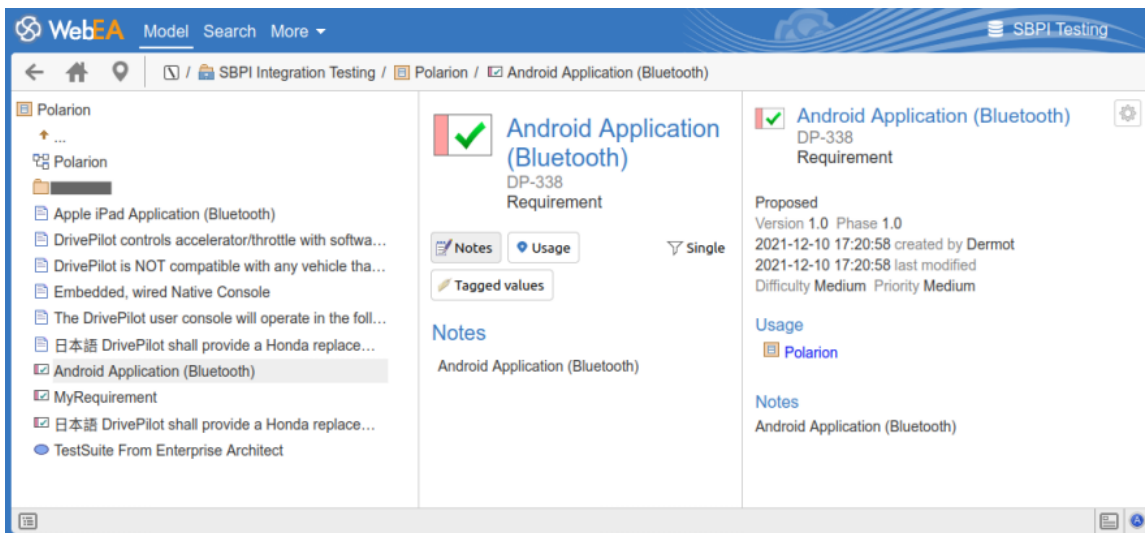 WebEA Model Search More
SBPI Testing
/ SBPI Integration Testing / Polarion / Android Application (Bluetooth)
Polarion
...
Polarion
Apple iPad Application (Bluetooth)
DrivePilot controls accelerator/throttle with softwa...
DrivePilot is NOT compatible with any vehicle tha...
Embedded, wired Native Console
The DrivePilot user console will operate in the foll...
日本語 DrivePilot shall provide a Honda replace...
Android Application (Bluetooth)
MyRequirement
日本語 DrivePilot shall provide a Honda replace...
TestSuite From Enterprise Architect
Android Application
(Bluetooth)
DP-338
Requirement
Notes Usage Single
Tagged values
Notes
Android Application (Bluetooth)
Android Application (Bluetooth)
DP-338
Requirement
Proposed
Version 1.0 Phase 1.0
2021-12-10 17:20:58 created by Dermot
2021-12-10 17:20:58 last modified
Difficulty Medium Priority Medium
Usage
Polarion
Notes
Android Application (Bluetooth)